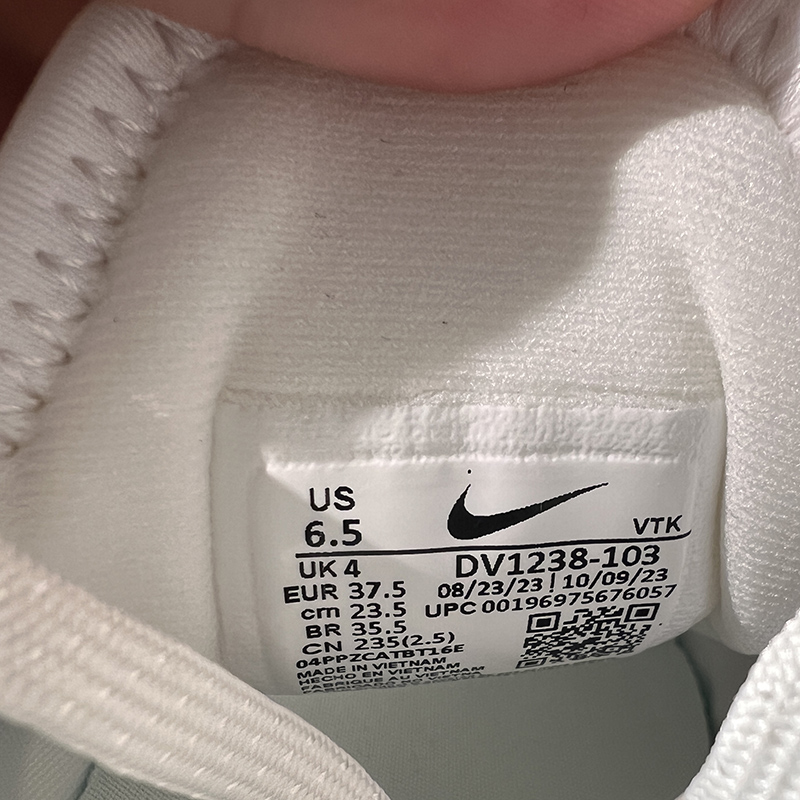 US
6.5
VTK
UK 4
DV1238-103
EUR 37.5
08/23/23 | 10/09/23
cm 23.5
UPC 00196975676057
BR 35.5
CN 235(2.5)
04PPZCATBT16E
MADE IN VIETNAM
HECHO EN VIETNAM
FABRIQUE AU VIETNAM